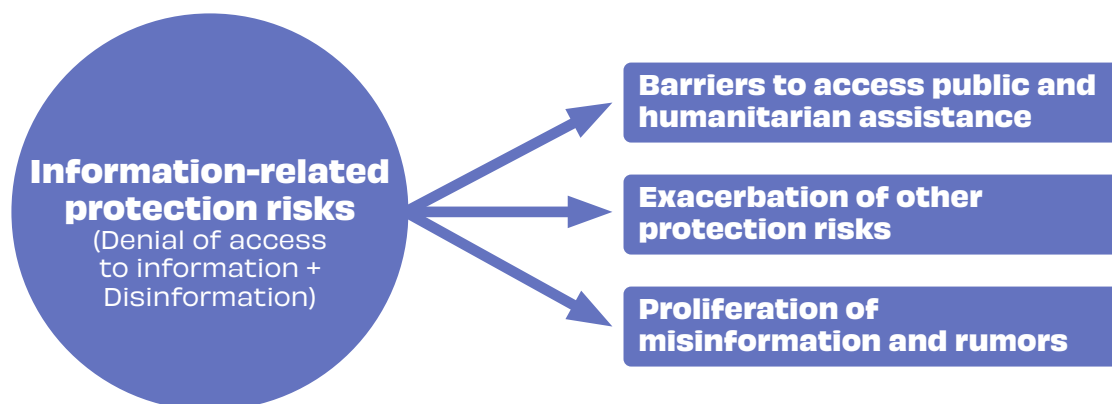 Information-related
protection risks
(Denial of access
to information +
Disinformation)
Barriers to access public and
humanitarian assistance
Exacerbation of other
protection risks
Proliferation of
misinformation and rumors